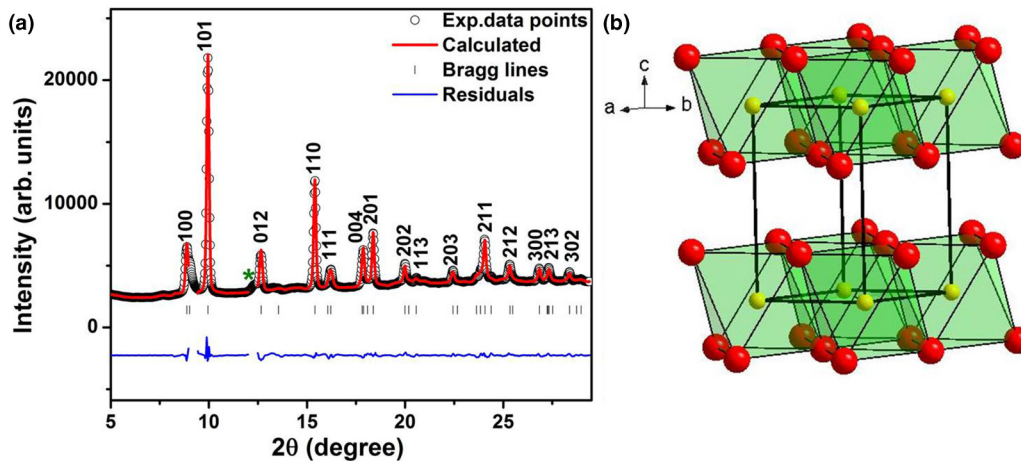 (a)
Exp.data points
Calculated
Bragg lines
Residuals
Intensity (arb. units)
20000
10000
0
100
101
*
012
110
111
004
201
202
113
203
211
212
300
213
302
5
10
15
20
25
2θ (degree)
(b)
c
a
b